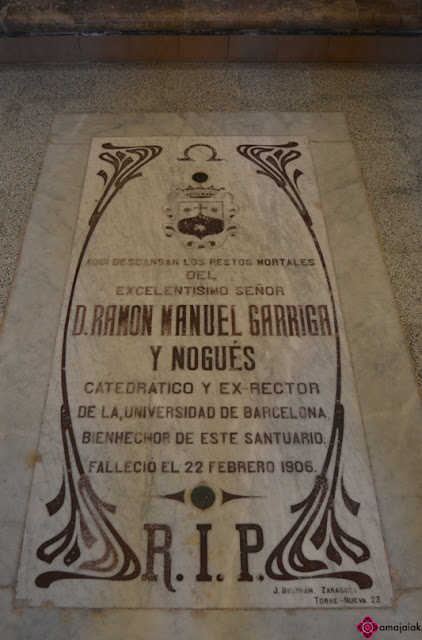 Ω
AQUI DESCANSAN LOS RESTOS MORTALES
DEL
EXCELENTISIMO SEÑOR
D. RAMON MANUEL GARRIGA
Y NOGUÉS
CATEDRATICO Y EX-RECTOR
DE LA UNIVERSIDAD DE BARCELONA.
BIENHECHOR DE ESTE SANTUARIO.
FALLECIO EL 22 FEBRERO 1906.
R.I.P.
J. BELTRAN. ZARAGOZA
TORRE-NUEVA 23.
amajaiak